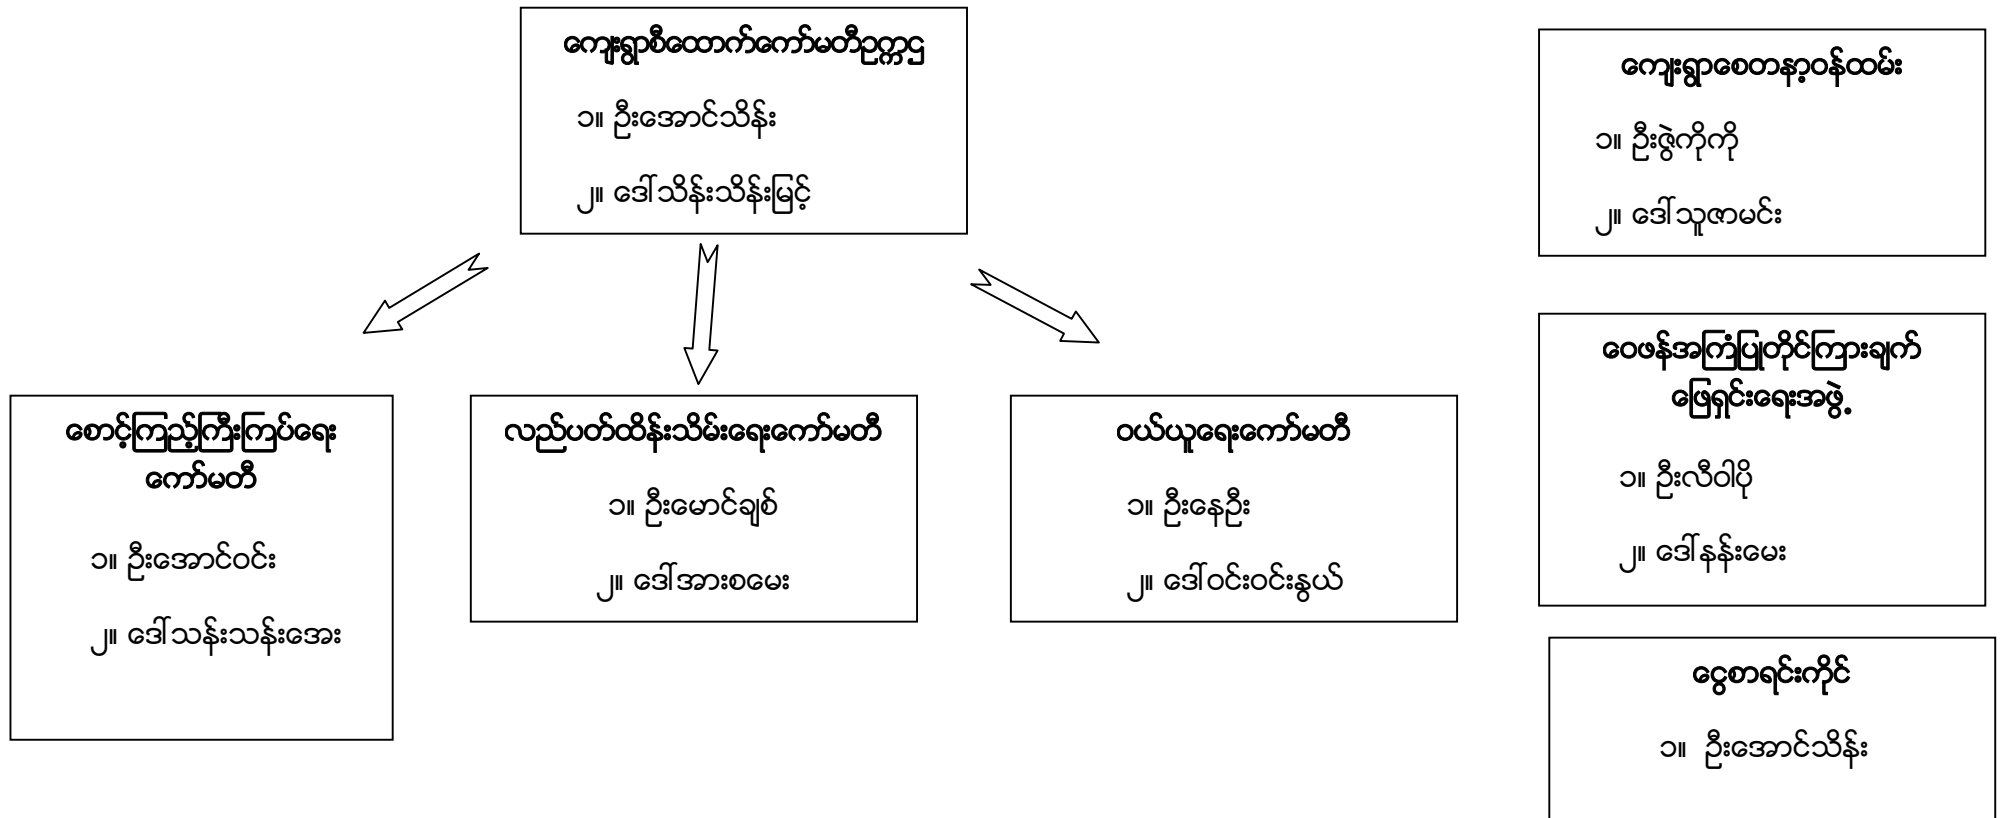 ကျေးရွာစီထောက်ကော်မတီဥက္ကဌ
၁။ ဦးအောင်သိန်း
၂။ ဒေါ်သိန်းသိန်းမြင့်
ကျေးရွာစေတနာ့ဝန်ထမ်း
၁။ ဦးဇွဲကိုကို
၂။ ဒေါ်သူဇာမင်း
စောင့်ကြည့်ကြီးကြပ်ရေး
ကော်မတီ
၁။ ဦးအောင်ဝင်း
၂။ ဒေါ်သန်းသန်းအေး
လည်ပတ်ထိန်းသိမ်းရေးကော်မတီ
၁။ ဦးမောင်ချစ်
၂။ ဒေါ်အားစမေး
ဝယ်ယူရေးကော်မတီ
၁။ ဦးနေဦး
၂။ ဒေါ်ဝင်းဝင်းနွယ်
ဝေဖန်အကြံပြုတိုင်ကြားချက်
ဖြေရှင်းရေးအဖွဲ့
၁။ ဦးလီဝါပို
၂။ ဒေါ်နန်းမေး
ငွေစာရင်းကိုင်
၁။ ဦးအောင်သိန်း